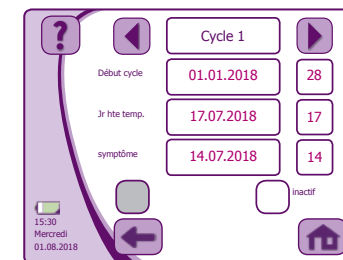 ?
Cycle 1
Début cycle 01.01.2018 28
Jr hte temp. 17.07.2018 17
symptôme 14.07.2018 14
inactif
15:30
Mercredi
01.08.2018